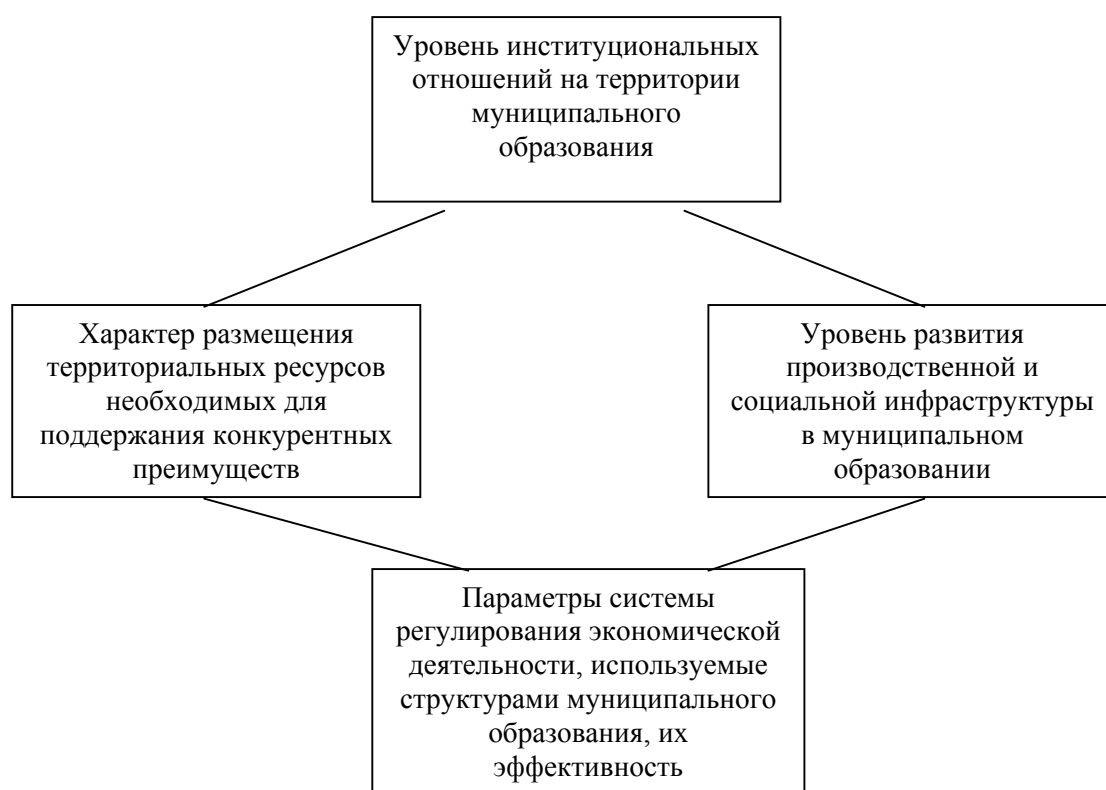 Уровень институциональных
отношений на территории
муниципального
образования
Характер размещения
территориальных ресурсов
необходимых для
поддержания конкурентных
преимуществ
Уровень развития
производственной и
социальной инфраструктуры
в муниципальном
образовании
Параметры системы
регулирования экономической
деятельности, используемые
структурами муниципального
образования, их
эффективность